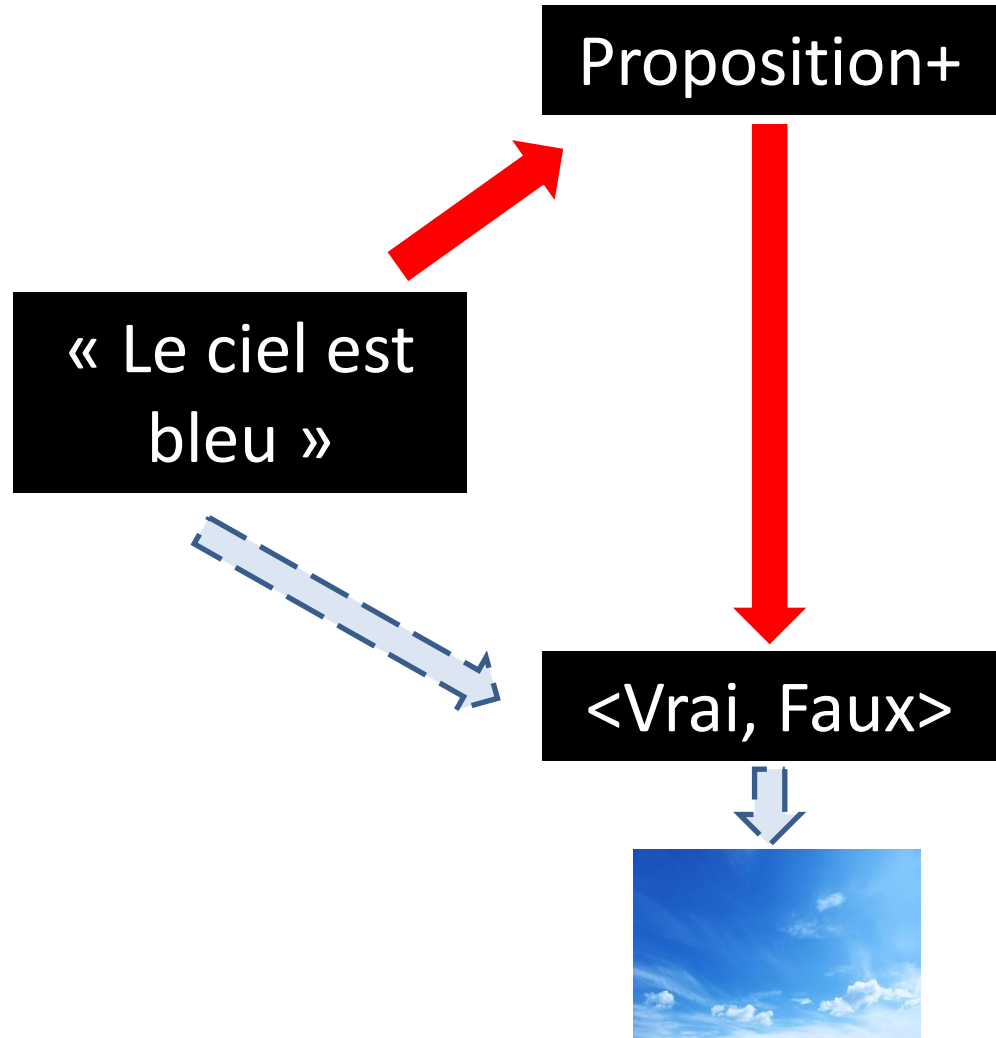 Proposition+
« Le ciel est
bleu »
<Vrai, Faux>